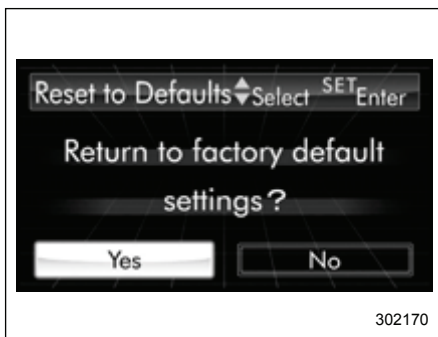 Reset to Defaults Select SET Enter
Return to factory default
settings?
Yes No
302170